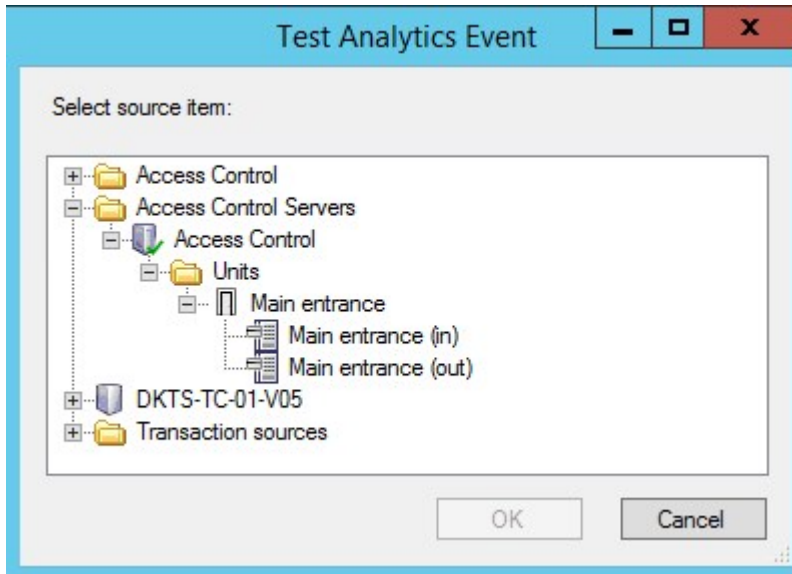 Test Analytics Event
Select source item:
Access Control
Access Control Servers
Access Control
Units
Main entrance
Main entrance (in)
Main entrance (out)
DKTS-TC-01-V05
Transaction sources
OK
Cancel